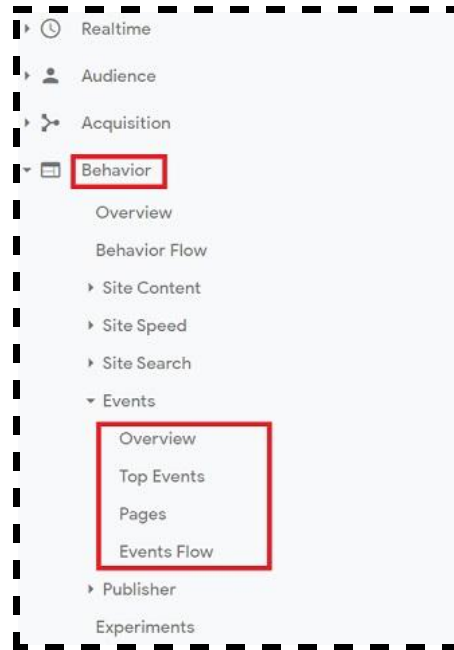 Realtime
Audience
Acquisition
Behavior
Overview
Behavior Flow
Site Content
Site Speed
Site Search
Events
Overview
Top Events
Pages
Events Flow
Publisher
Experiments